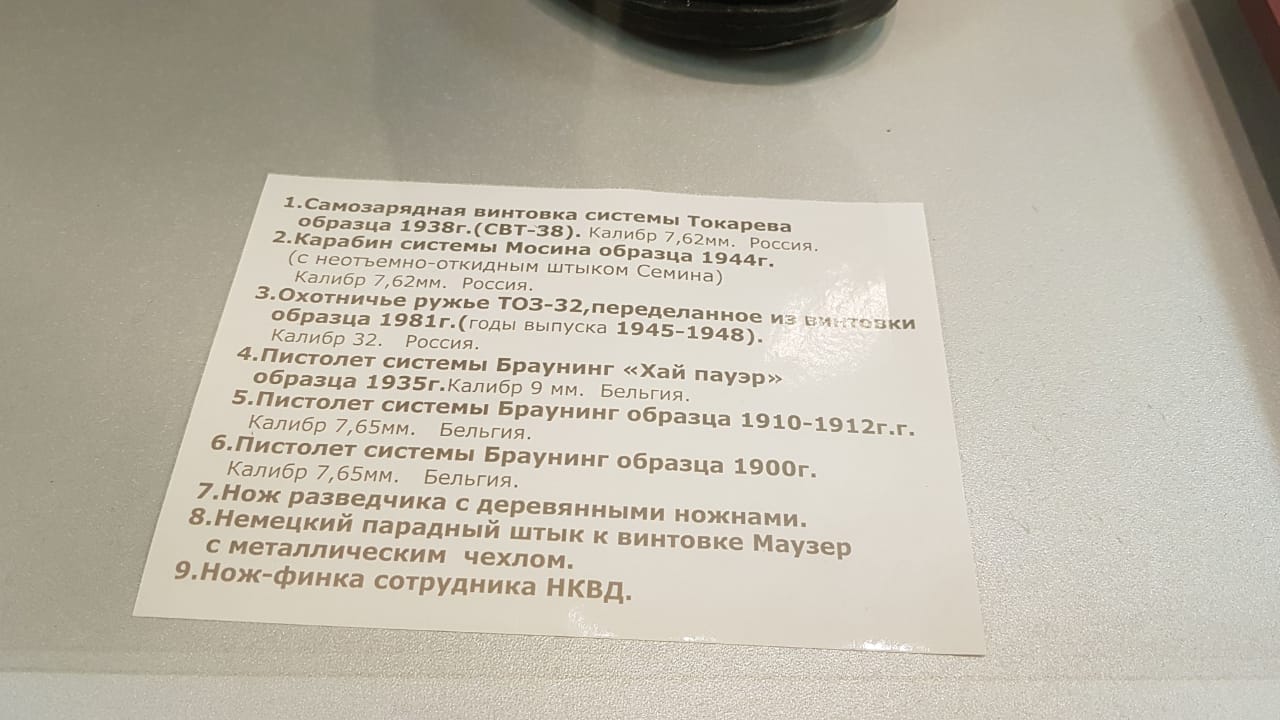 1.Самозарядная винтовка системы Токарева
образца 1938г.(СВТ-38). Калибр 7,62мм. Россия.
2.Карабин системы Мосина образца 1944г.
(с неотъемно-откидным штыком Семина)
Калибр 7,62мм. Россия.
3.Охотничье ружье ТОЗ-32,переделанное из винтовки
образца 1981г.(годы выпуска 1945-1948).
Калибр 32. Россия.
4.Пистолет системы Браунинг «Хай пауэр»
образца 1935г.Калибр 9 мм. Бельгия.
5.Пистолет системы Браунинг образца 1910-1912г.г.
Калибр 7,65мм. Бельгия.
6.Пистолет системы Браунинг образца 1900г.
Калибр 7,65мм. Бельгия.
7.Нож разведчика с деревянными ножнами.
8.Немецкий парадный штык к винтовке Маузер
с металлическим чехлом.
9.Нож-финка сотрудника НКВД.